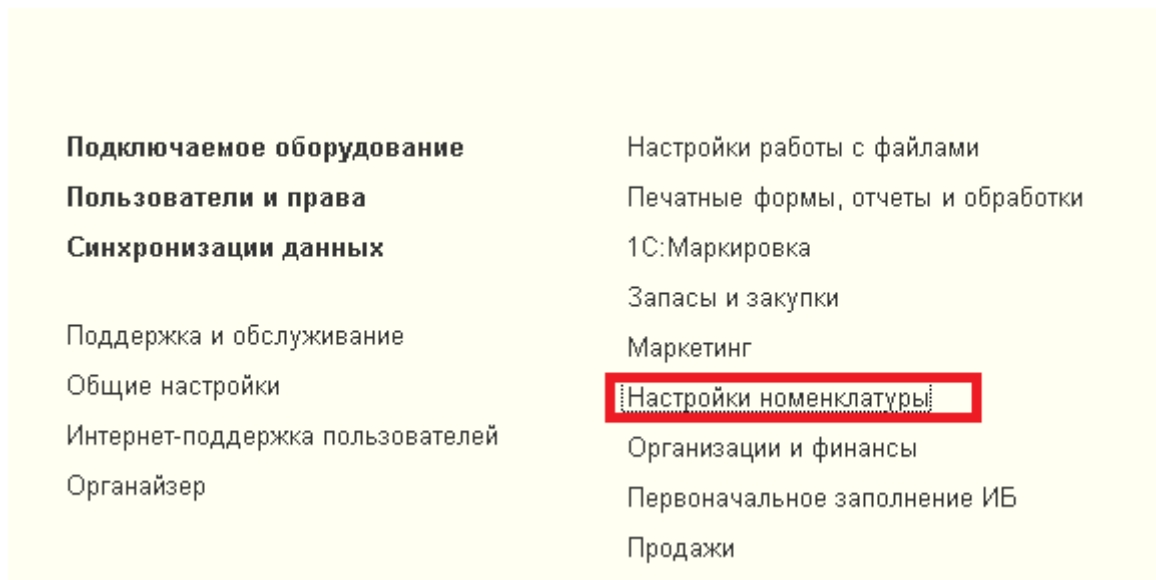 Подключаемое оборудование
Пользователи и права
Синхронизации данных
Поддержка и обслуживание
Общие настройки
Интернет-поддержка пользователей
Органайзер
Настройки работы с файлами
Печатные формы, отчеты и обработки
1С:Маркировка
Запасы и закупки
Маркетинг
Настройки номенклатуры
Организации и финансы
Первоначальное заполнение ИБ
Продажи